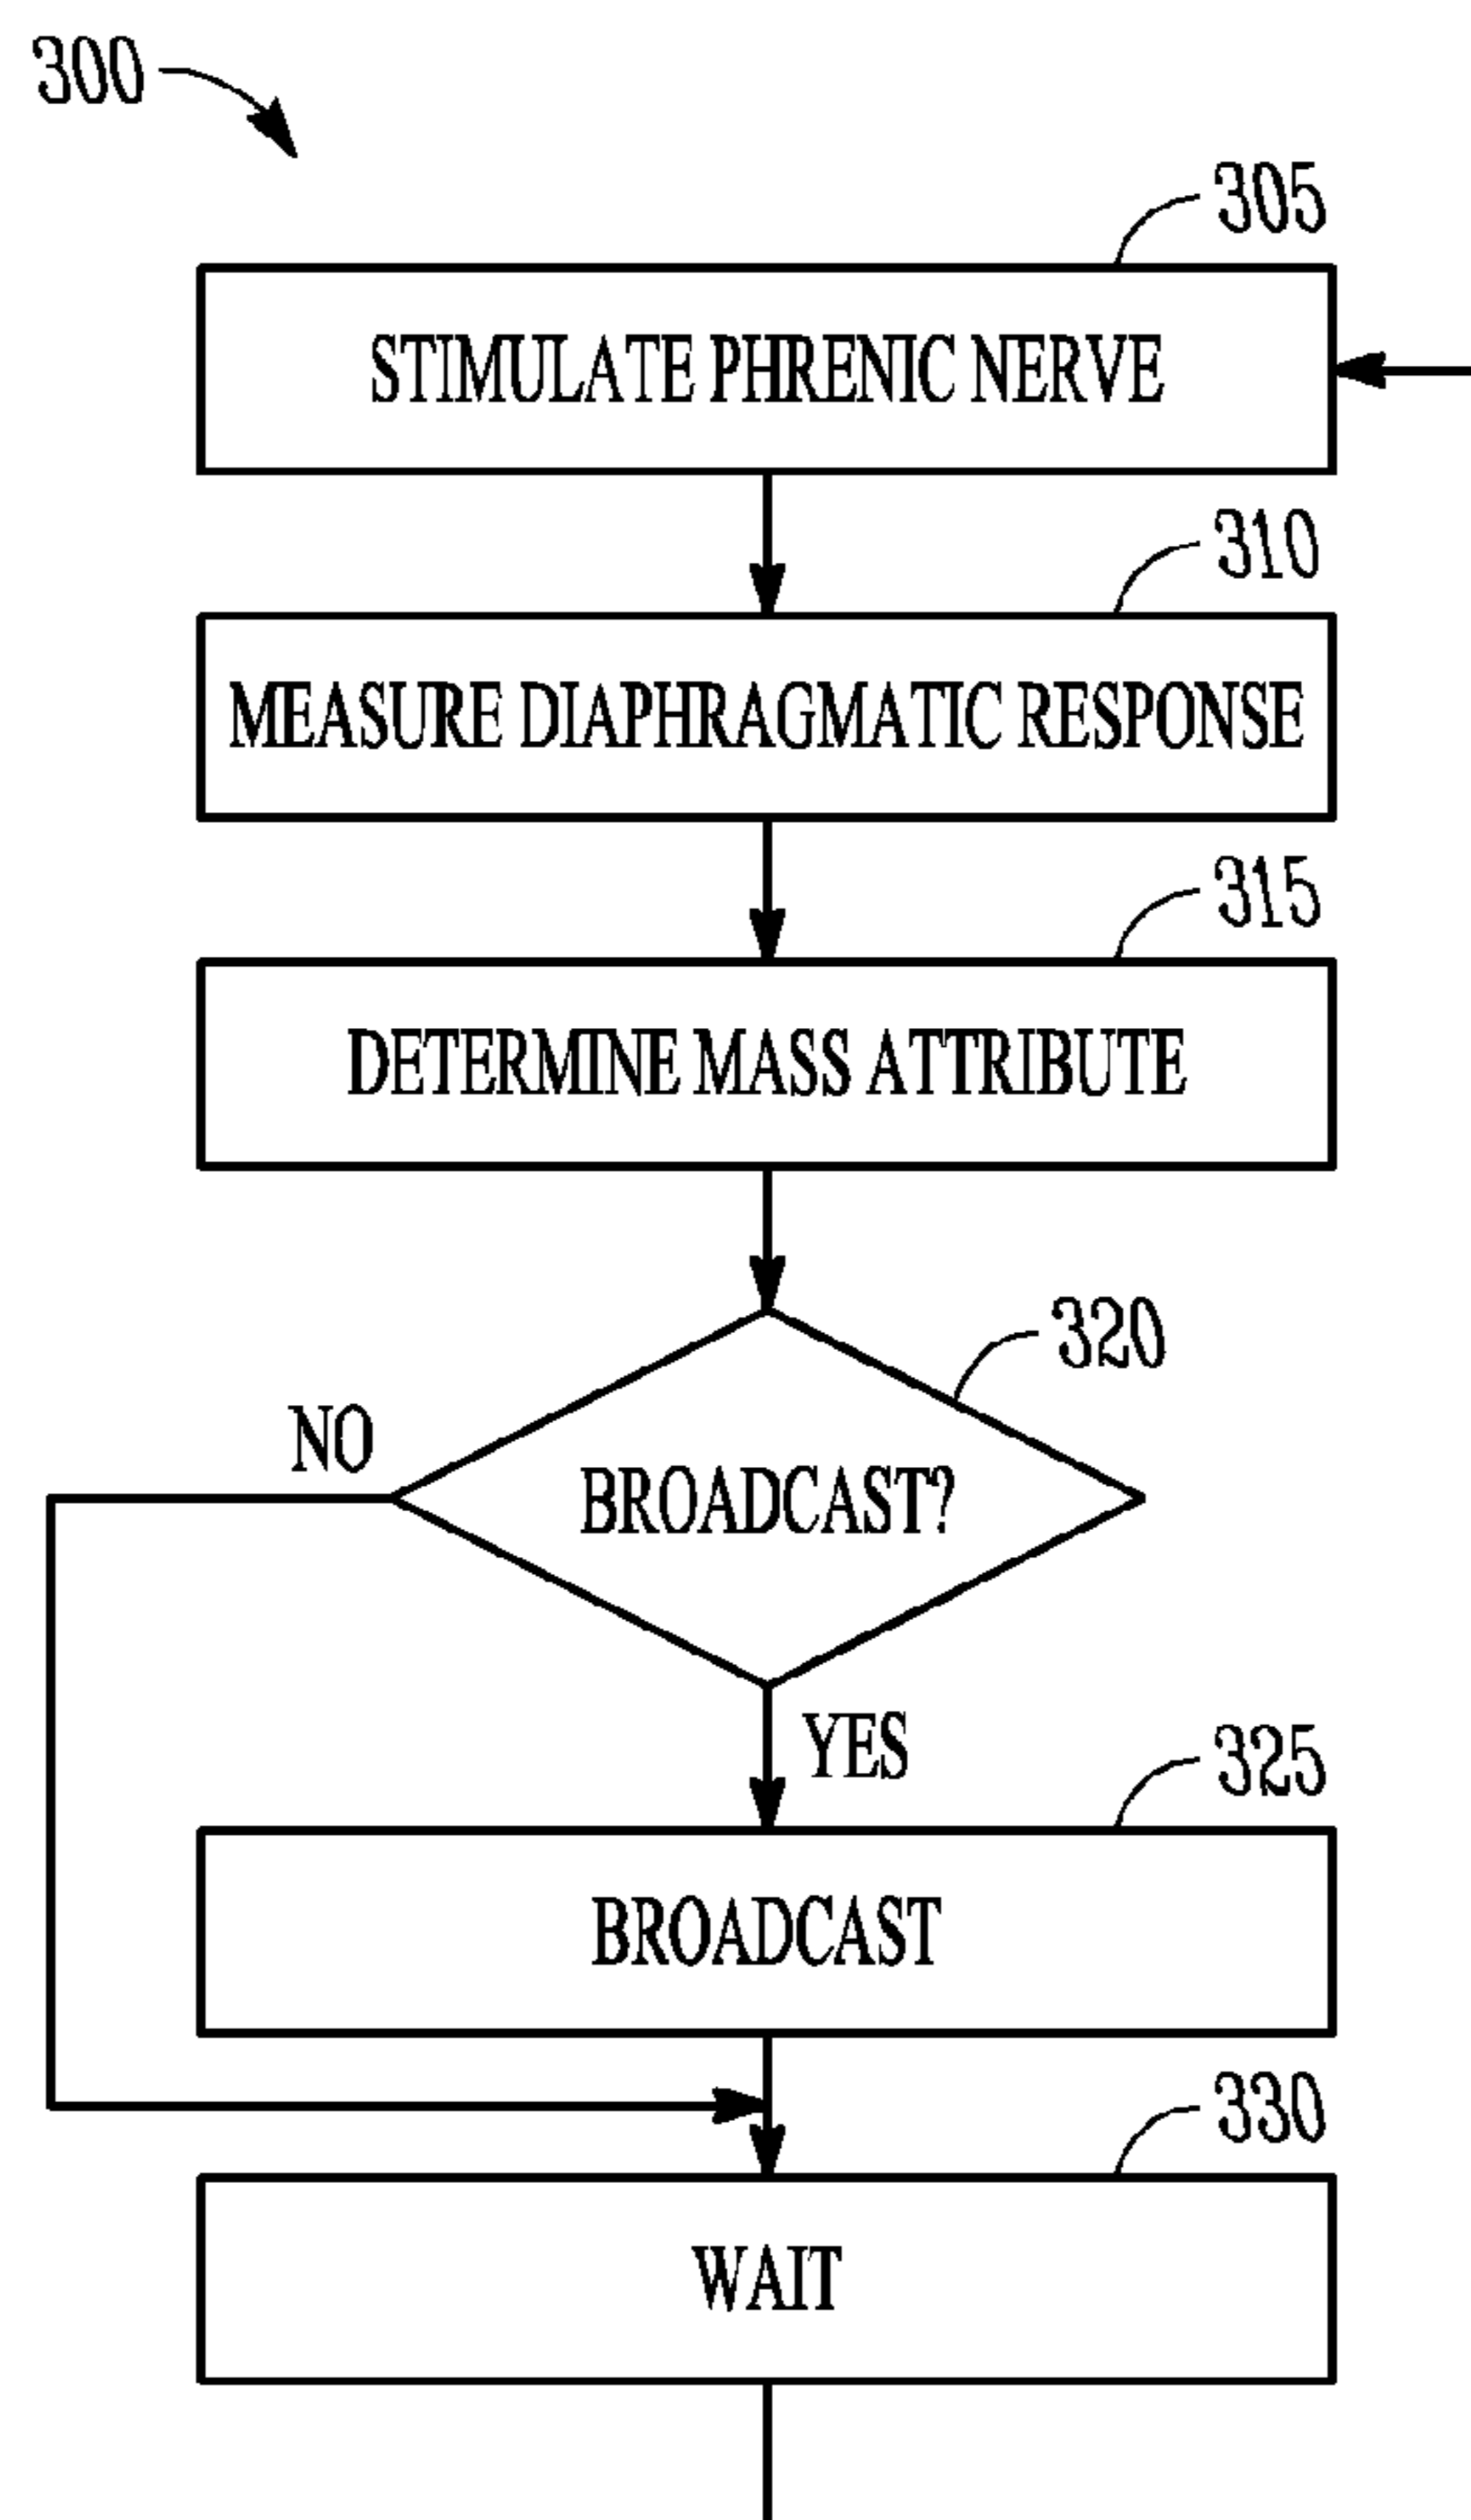 300
305
STIMULATE PHRENIC NERVE
310
MEASURE DIAPHRAGMATIC RESPONSE
315
DETERMINE MASS ATTRIBUTE
320
NO
BROADCAST?
YES
325
BROADCAST
330
WAIT